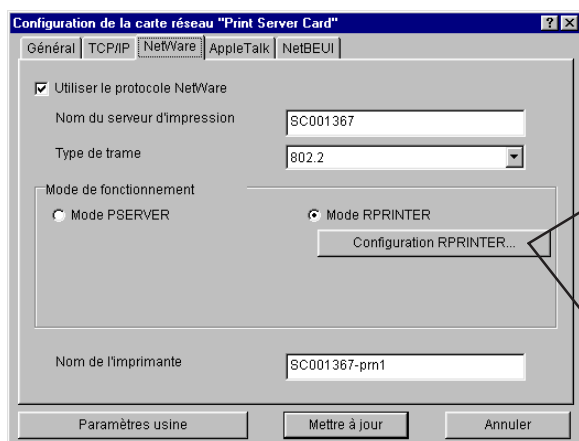 Configuration de la carte réseau "Print Server Card"
Général TCP/IP NetWare AppleTalk NetBEUI
Utiliser le protocole NetWare
Nom du serveur d'impression SC001367
Type de trame 802.2
Mode de fonctionnement
Mode PSERVER Mode RPRINTER
Configuration RPRINTER...
Nom de l'imprimante SC001367-prn1
Paramètres usine Mettre à jour Annuler